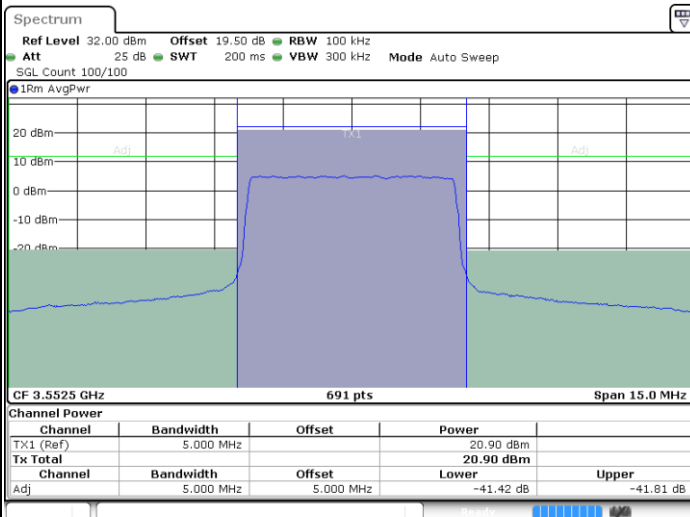 Spectrum
Ref Level 32.00 dBm Offset 19.50 dB RBW 100 kHz
Att 25 dB SWT 200 ms VBW 300 kHz Mode Auto Sweep
SGL Count 100/100
1Rm AvgPwr
20 dBm
TX1
Adj Adj
10 dBm
0 dBm
-10 dBm
-20 dBm
CF 3.5525 GHz 691 pts Span 15.0 MHz
Channel Power
Channel Bandwidth Offset Power
TX1 (Ref) 5.000 MHz 20.90 dBm
Tx Total 20.90 dBm
Channel Bandwidth Offset Lower Upper
Adj 5.000 MHz 5.000 MHz -41.42 dB -41.81 dB
Ready